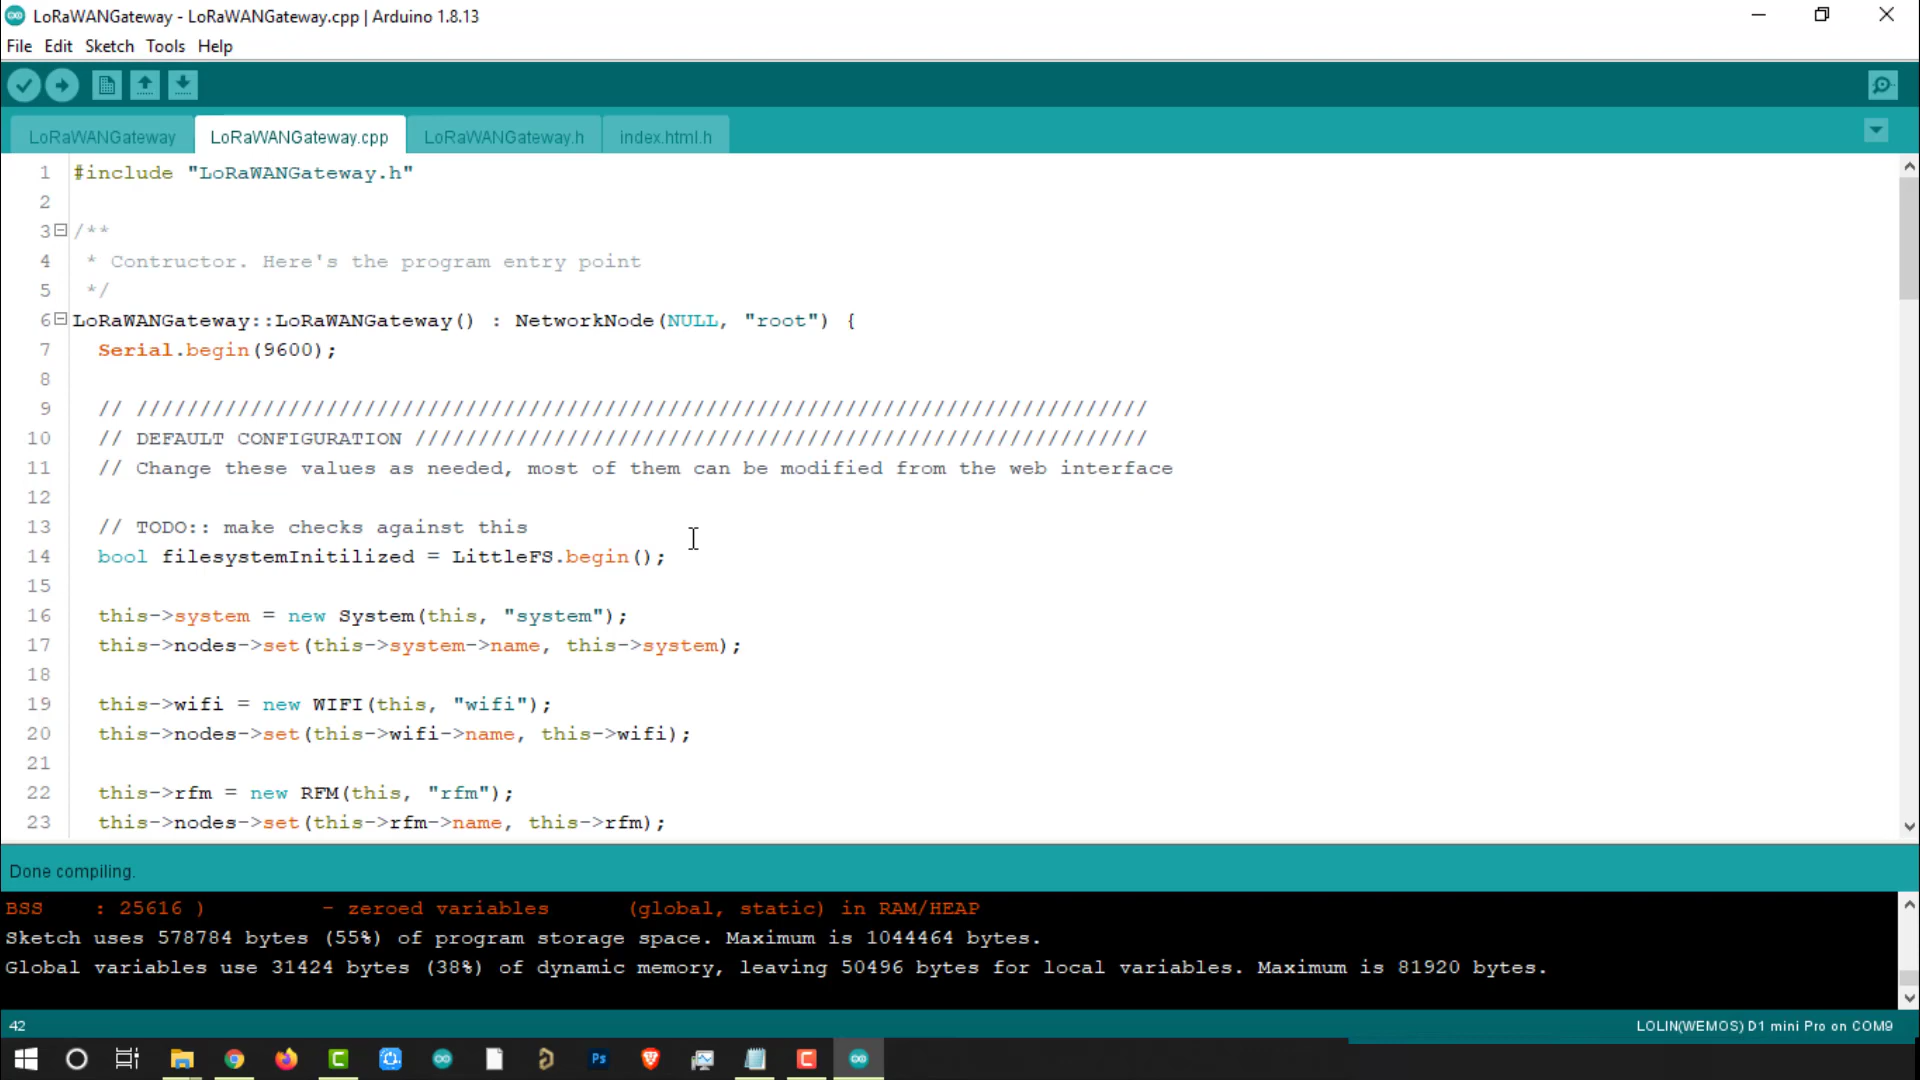 LoRaWANGateway - LoRaWANGateway.cpp | Arduino 1.8.13
File Edit Sketch Tools Help
LoRaWANGateway LoRaWANGateway.cpp LoRaWANGateway.h index.html.h
1 #include "LoRaWANGateway.h"
2
3 /**
4 * Contructor. Here's the program entry point
5 */
6 LoRaWANGateway::LoRaWANGateway() : NetworkNode(NULL, "root") {
7 Serial.begin(9600);
8
9 // ////////////////////////////////////////////////////////////////////////////////
10 // DEFAULT CONFIGURATION //////////////////////////////////////////////////////////
11 // Change these values as needed, most of them can be modified from the web interface
12
13 // TODO:: make checks against this
14 bool filesystemInitilized = LittleFS.begin();
15
16 this->system = new System(this, "system");
17 this->nodes->set(this->system->name, this->system);
18
19 this->wifi = new WIFI(this, "wifi");
20 this->nodes->set(this->wifi->name, this->wifi);
21
22 this->rfm = new RFM(this, "rfm");
23 this->nodes->set(this->rfm->name, this->rfm);
Done compiling.
BSS : 25616 ) - zeroed variables (global, static) in RAM/HEAP
Sketch uses 578784 bytes (55%) of program storage space. Maximum is 1044464 bytes.
Global variables use 31424 bytes (38%) of dynamic memory, leaving 50496 bytes for local variables. Maximum is 81920 bytes.
42 LOLIN(WEMOS) D1 mini Pro on COM9
Ps